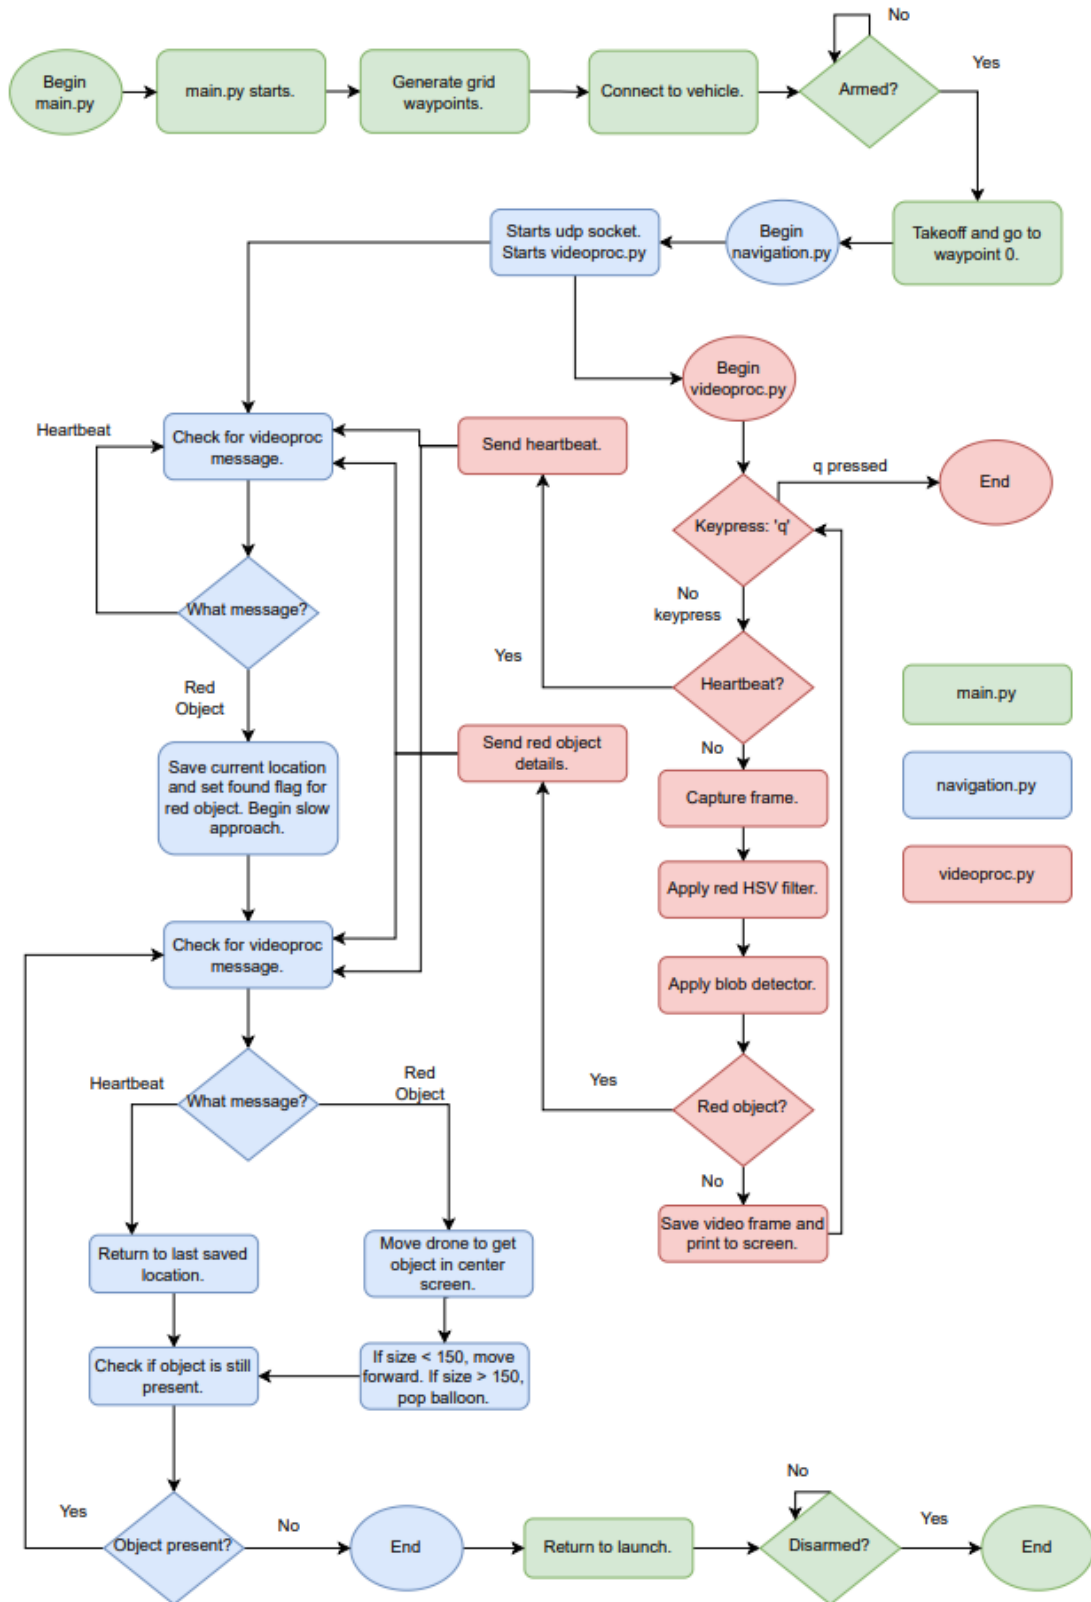 No
Begin
main.py
main.py starts.
Generate grid
waypoints.
Connect to vehicle.
Armed?
Yes
Starts udp socket.
Starts videoproc.py
Begin
navigation.py
Takeoff and go to
waypoint 0.
Begin
videoproc.py
Heartbeat
Check for videoproc
message.
Send heartbeat.
q pressed
End
Keypress: 'q'
What message?
No
keypress
Yes
Heartbeat?
Red
Object
main.py
Save current location
and set found flag for
red object. Begin slow
approach.
Send red object
details.
No
Capture frame.
navigation.py
Apply red HSV filter.
videoproc.py
Check for videoproc
message.
Apply blob detector.
Heartbeat
What message?
Red
Object
Yes
Red object?
No
Return to last saved
location.
Move drone to get
object in center
screen.
Save video frame and
print to screen.
Check if object is still
present.
If size < 150, move
forward. If size > 150,
pop balloon.
Yes
Object present?
No
End
Return to launch.
No
Disarmed?
Yes
End